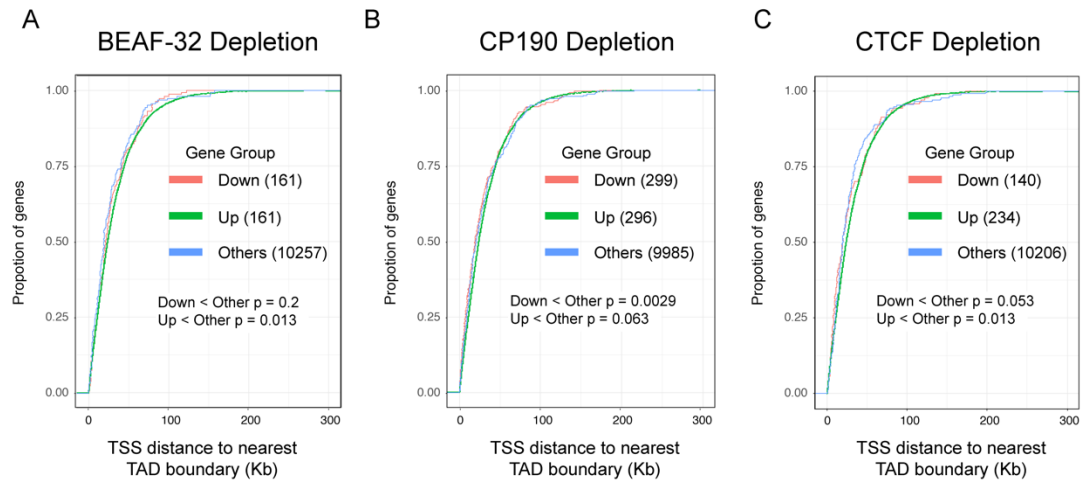 A
BEAF-32 Depletion
Propotion of genes
1.00
0.75
0.50
0.25
0.00
Gene Group
Down (161)
Up (161)
Others (10257)
Down < Other p = 0.2
Up < Other p = 0.013
0 100 200 300
TSS distance to nearest
TAD boundary (Kb)
B
CP190 Depletion
Propotion of genes
1.00
0.75
0.50
0.25
0.00
Gene Group
Down (299)
Up (296)
Others (9985)
Down < Other p = 0.0029
Up < Other p = 0.063
0 100 200 300
TSS distance to nearest
TAD boundary (Kb)
C
CTCF Depletion
Propotion of genes
1.00
0.75
0.50
0.25
0.00
Gene Group
Down (140)
Up (234)
Others (10206)
Down < Other p = 0.053
Up < Other p = 0.013
0 100 200 300
TSS distance to nearest
TAD boundary (Kb)